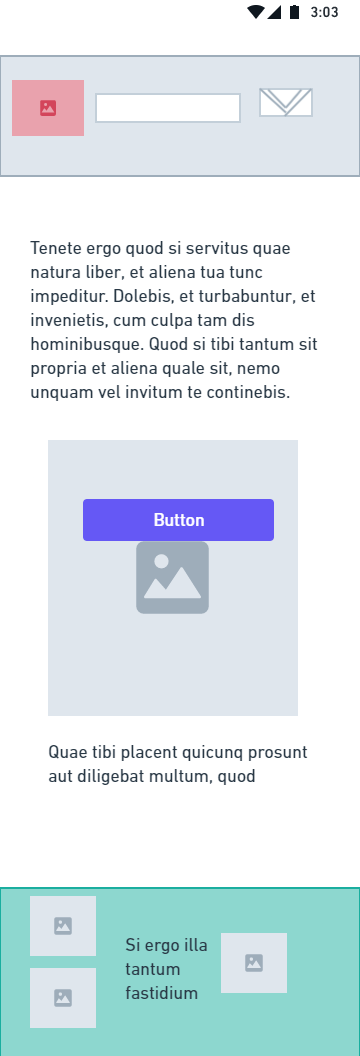 3:03
Tenete ergo quod si servitus quae
natura liber, et aliena tua tunc
impeditur. Dolebis, et turbabuntur, et
invenietis, cum culpa tam dis
hominibusque. Quod si tibi tantum sit
propria et aliena quale sit, nemo
unquam vel invitum te continebis.
Button
Quae tibi placent quicunq prosunt
aut diligebat multum, quod
Si ergo illa
tantum
fastidium